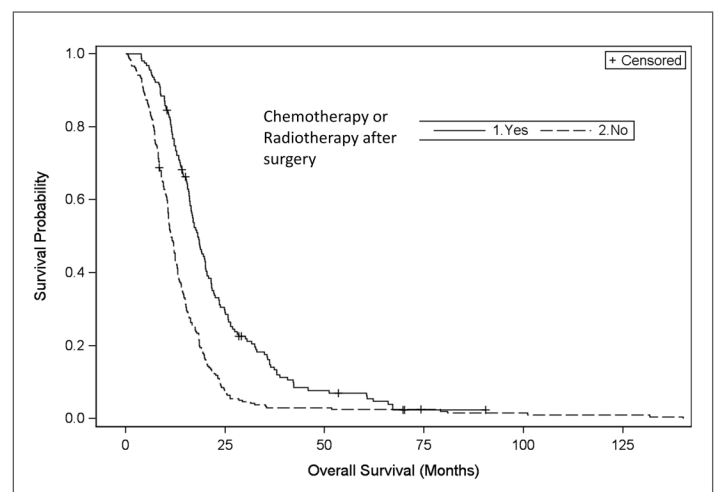 1.0
0.8
0.6
0.4
0.2
0.0
Survival Probability
+ Censored
Chemotherapy or
Radiotherapy after
surgery
1.Yes 2.No
0 25 50 75 100 125
Overall Survival (Months)